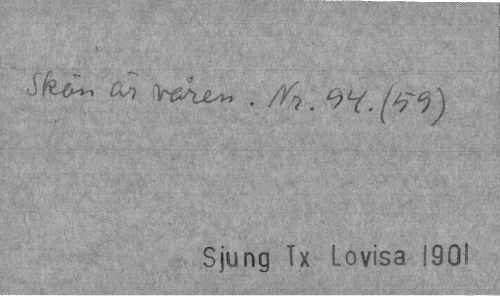 Skön är våren. Nr. 94. (59)
Sjung Tx Lovisa 1901